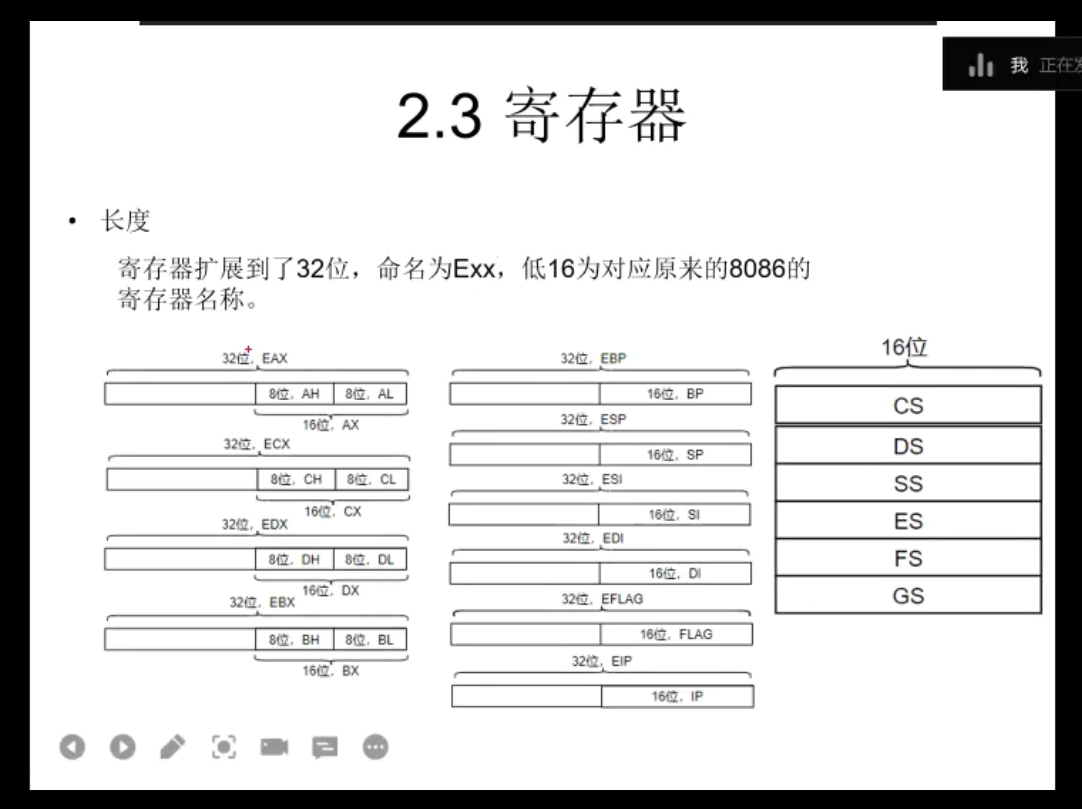 我 正在
2.3 寄存器
• 长度
寄存器扩展到了32位，命名为Exx，低16为对应原来的8086的
寄存器名称。
32位，EAX
8位，AH 8位，AL
16位，AX
32位，ECX
8位，CH 8位，CL
16位，CX
32位，EDX
8位，DH 8位，DL
16位，DX
32位，EBX
8位，BH 8位，BL
16位，BX
32位，EBP
16位，BP
32位，ESP
16位，SP
32位，ESI
16位，SI
32位，EDI
16位，DI
32位，EFLAG
16位，FLAG
32位，EIP
16位，IP
16位
CS
DS
SS
ES
FS
GS